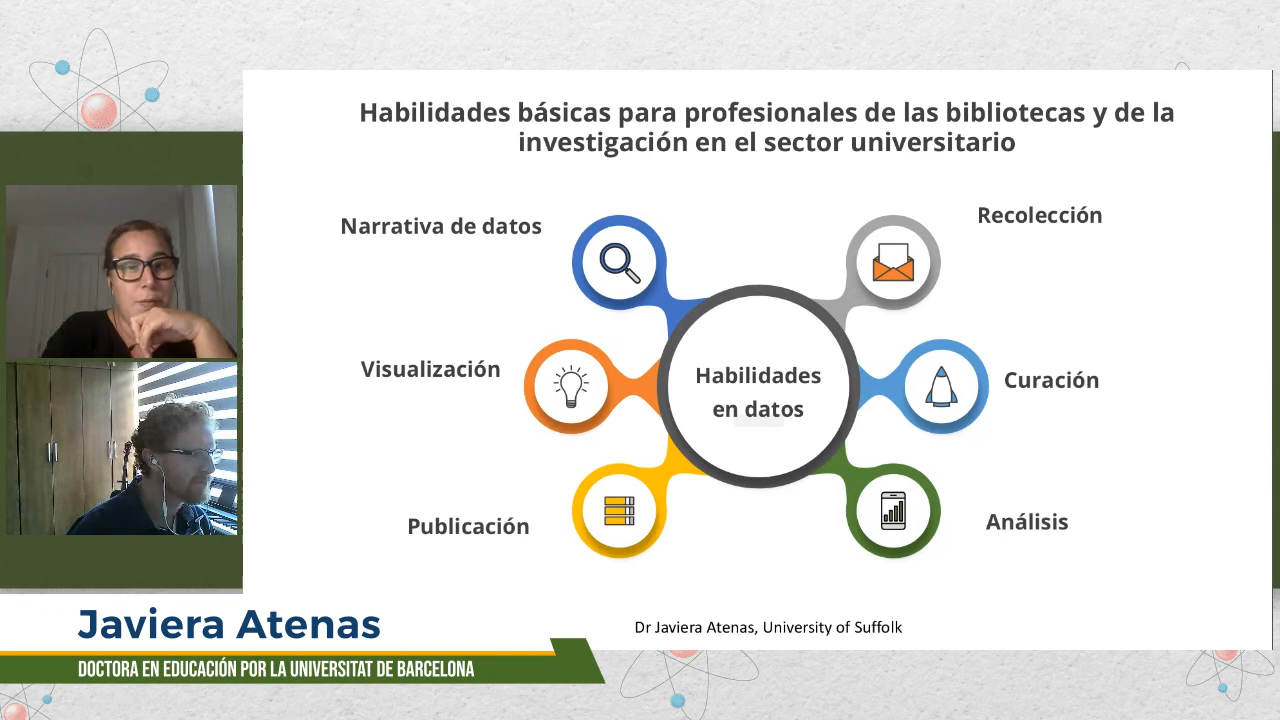 Habilidades básicas para profesionales de las bibliotecas y de la
investigación en el sector universitario
Narrativa de datos
Recolección
Visualización
Habilidades
en datos
Curación
Publicación
Análisis
Dr Javiera Atenas, University of Suffolk
Javiera Atenas
DOCTORA EN EDUCACIÓN POR LA UNIVERSITAT DE BARCELONA